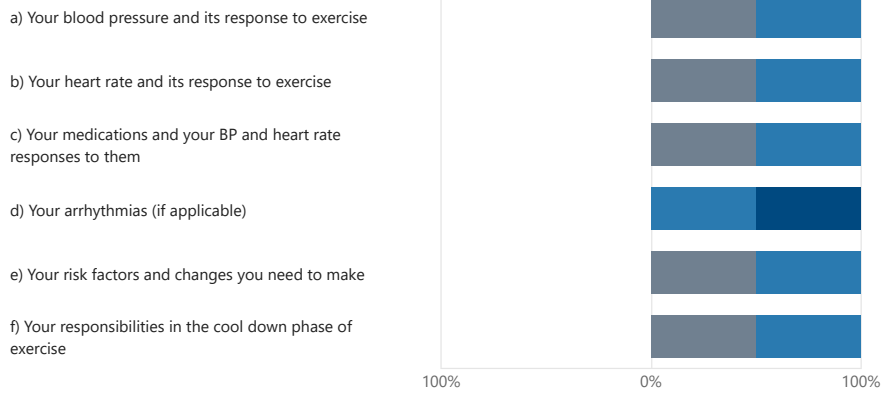 a) Your blood pressure and its response to exercise
b) Your heart rate and its response to exercise
c) Your medications and your BP and heart rate
responses to them
d) Your arrhythmias (if applicable)
e) Your risk factors and changes you need to make
f) Your responsibilities in the cool down phase of
exercise
100% 0% 100%